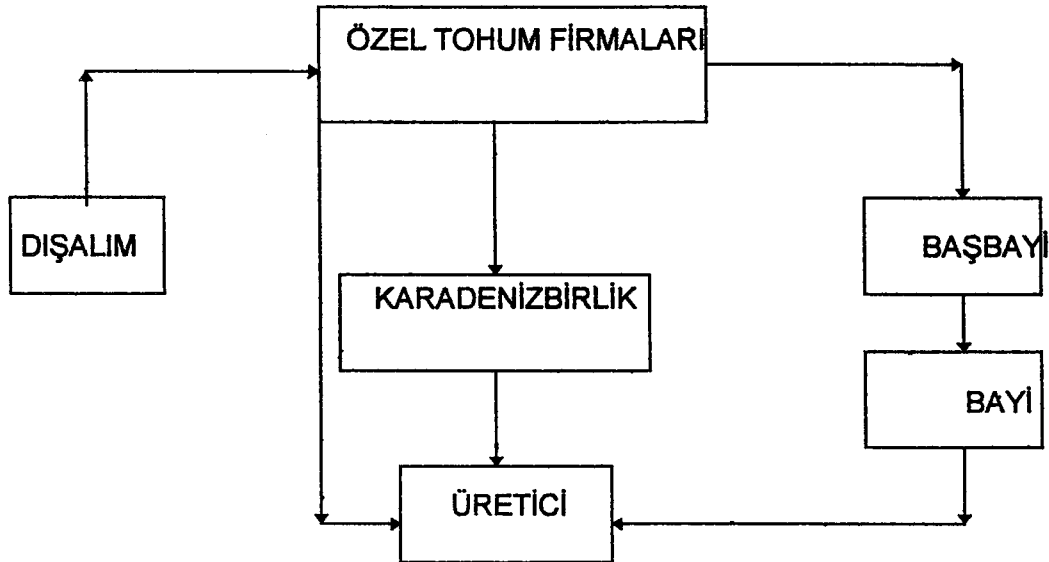 ÖZEL TOHUM FİRMALARI
DIŞALIM
BAŞBAYİ
KARADENİZBİRLİK
BAYİ
ÜRETİCİ